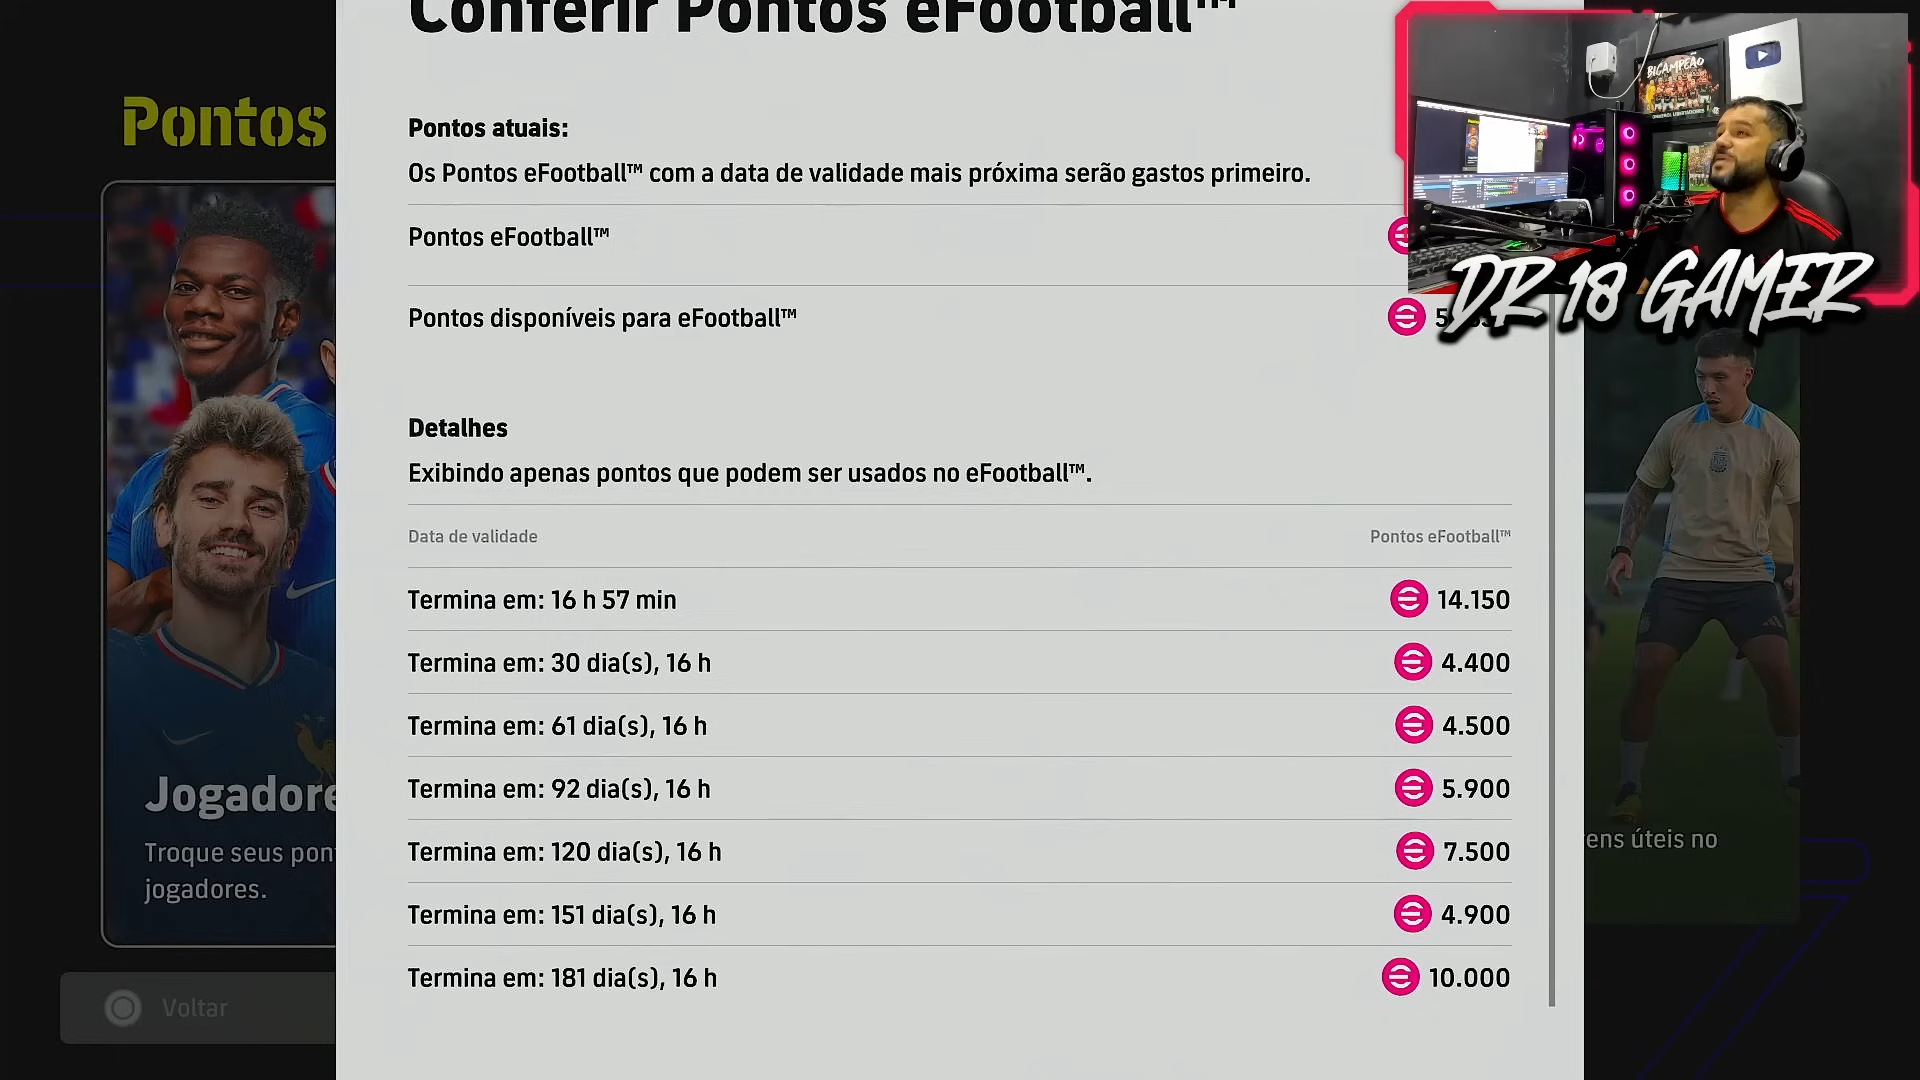 Conferir Pontos eFootball™
Pontos
Pontos atuais:
Os Pontos eFootball™ com a data de validade mais próxima serão gastos primeiro.
Pontos eFootball™
Pontos disponíveis para eFootball™
BICAMPEÃO
DR 18 GAMER
Detalhes
Exibindo apenas pontos que podem ser usados no eFootball™.
Data de validade Pontos eFootball™
Termina em: 16 h 57 min 14.150
Termina em: 30 dia(s), 16 h 4.400
Termina em: 61 dia(s), 16 h 4.500
Termina em: 92 dia(s), 16 h 5.900
Termina em: 120 dia(s), 16 h 7.500
Termina em: 151 dia(s), 16 h 4.900
Termina em: 181 dia(s), 16 h 10.000
Jogadore
Troque seus pon
jogadores.
ens úteis no
Voltar